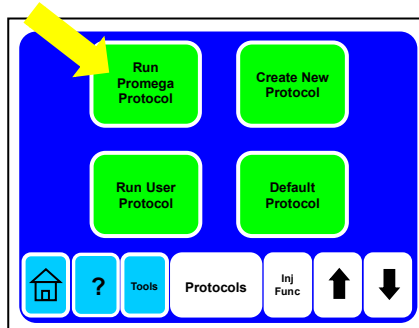 Run
Promega
Protocol
Create New
Protocol
Run User
Protocol
Default
Protocol
?
Tools
Protocols
Inj
Func